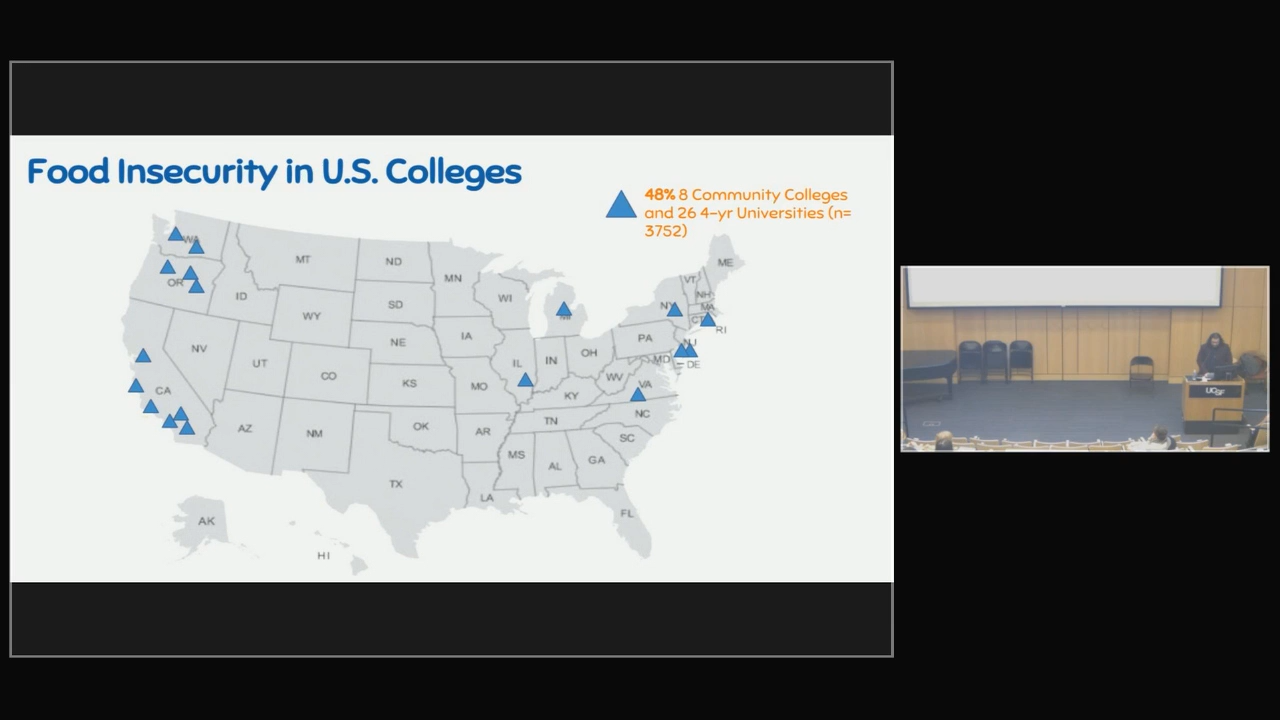 Food Insecurity in U.S. Colleges
48% 8 Community Colleges
and 26 4-yr Universities (n=
3752)
WA
MT
ND
MN
ME
VT
NH
OR
ID
WY
SD
WI
MI
NY
MA
CT
RI
NV
UT
CO
NE
IA
IL
IN
OH
PA
NJ
MD
DE
CA
KS
MO
KY
WV
VA
AZ
NM
OK
AR
TN
NC
SC
TX
LA
MS
AL
GA
FL
AK
HI
UCSF